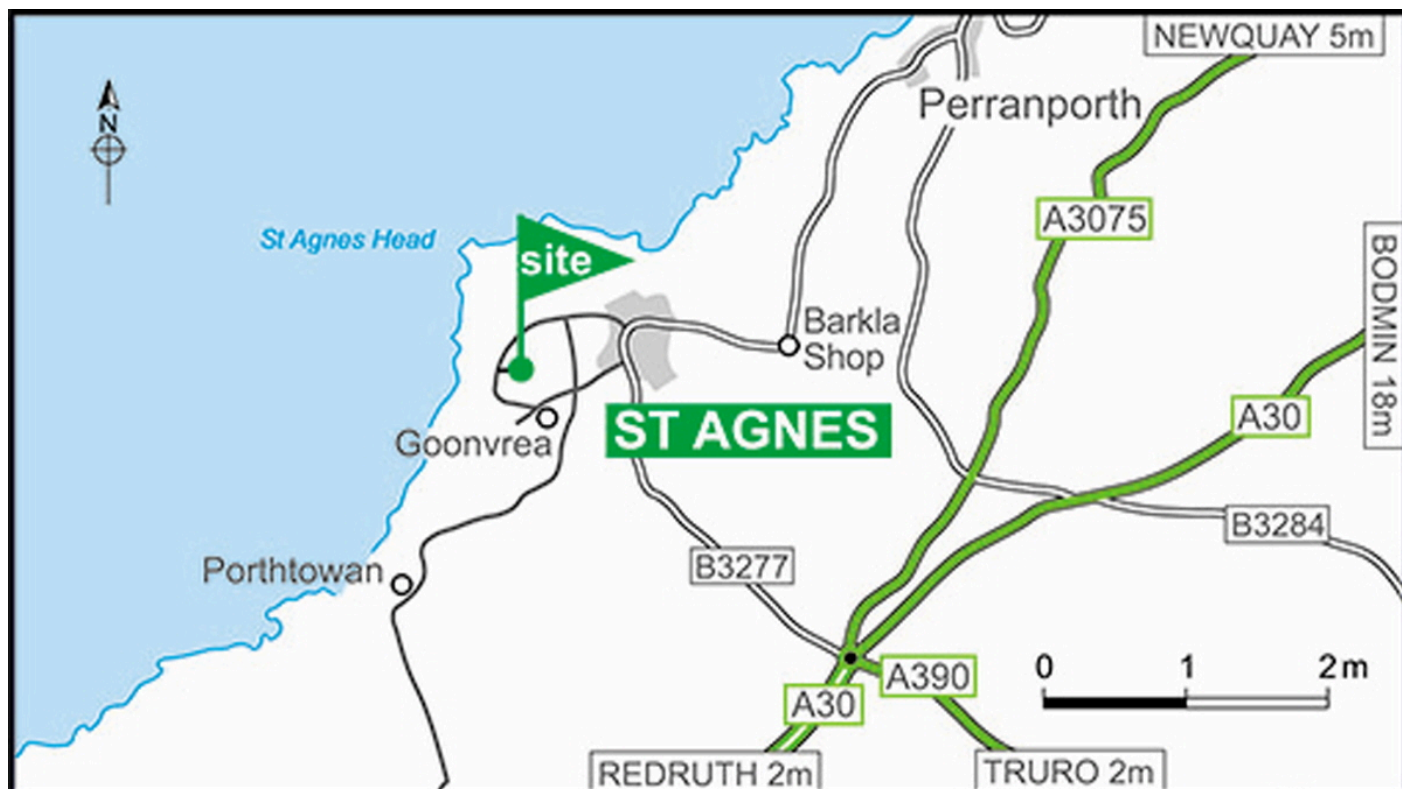 NEWQUAY 5m
N
Perranporth
A3075
St Agnes Head
site
BODMIN 18m
Barkla
Shop
A30
ST AGNES
Goonvrea
B3284
B3277
Porthtowan
0 1 2 m
A390
A30
REDRUTH 2m
TRURO 2m